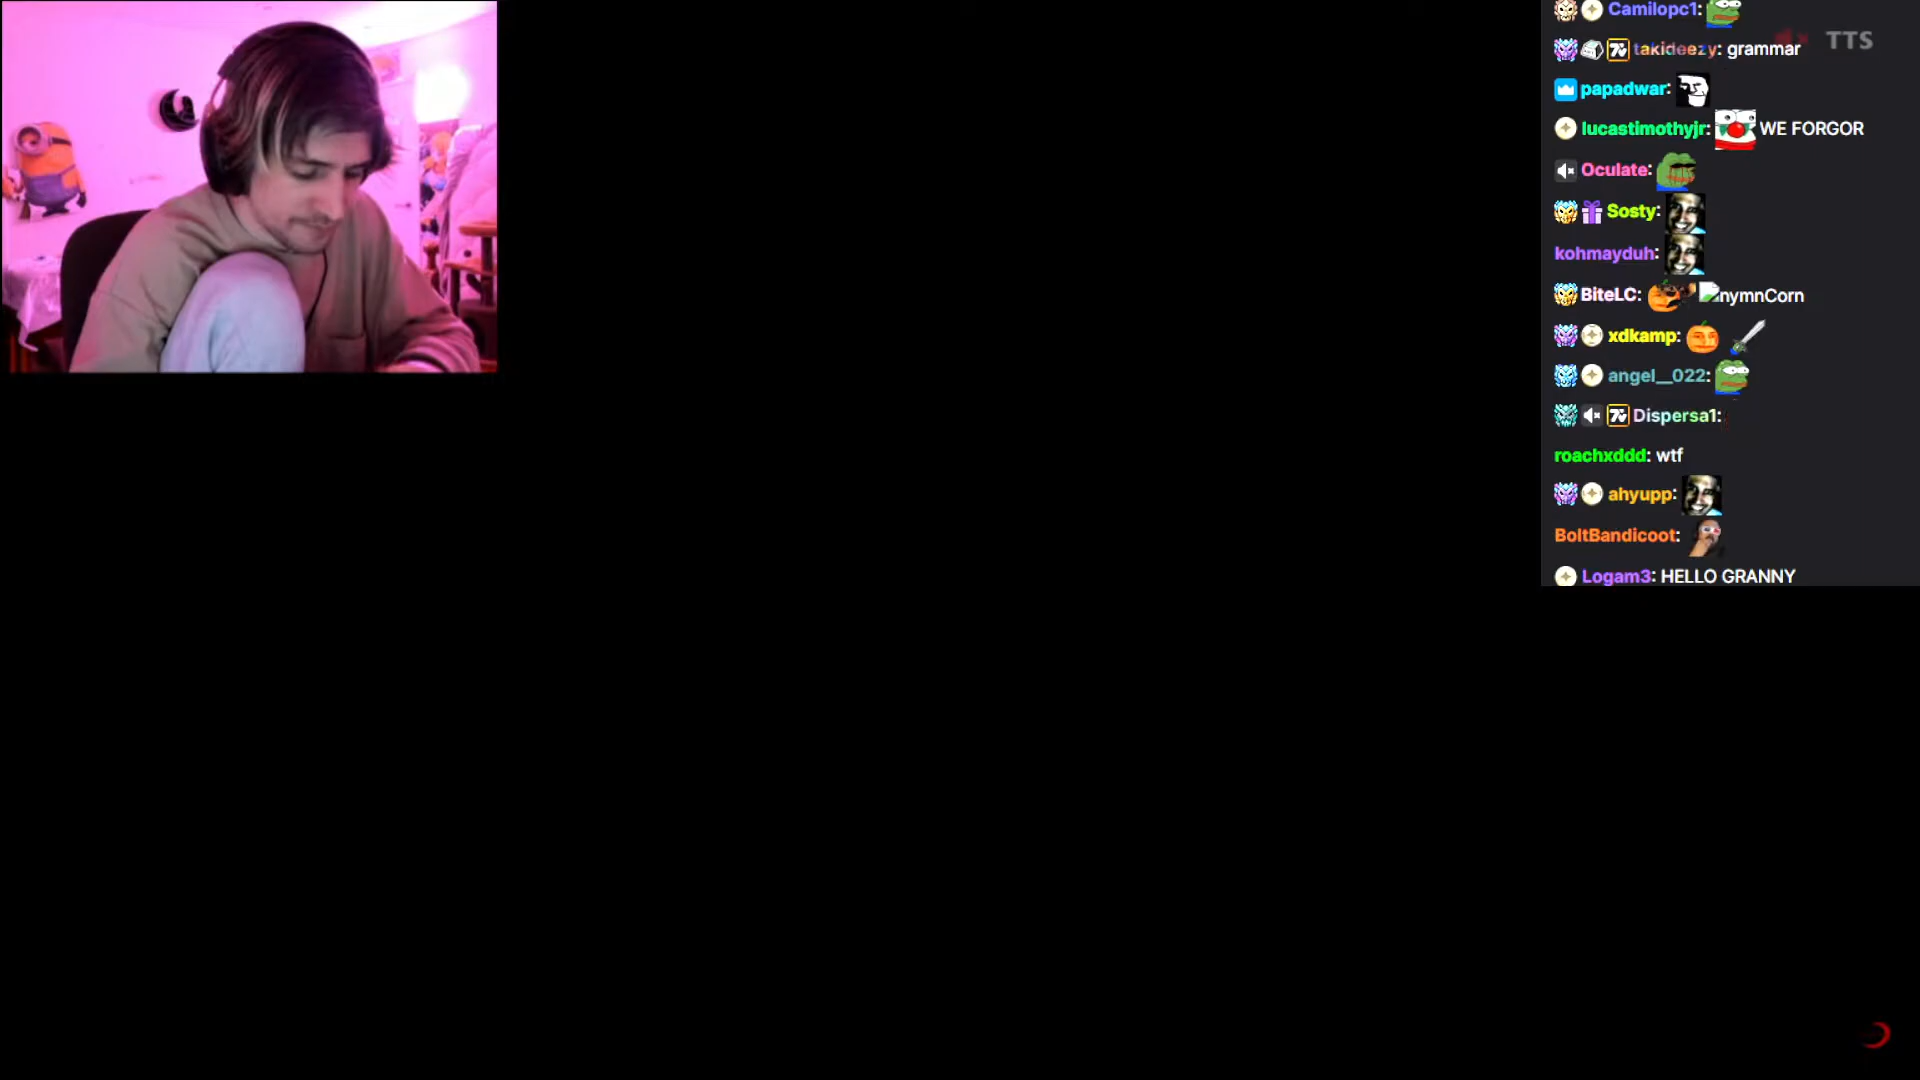 Camilopc1:
TTS
takideezy: grammar
papadwar:
lucastimothyjr: WE FORGOR
Oculate:
Sosty:
kohmayduh:
BiteLC: nymnCorn
xdkamp:
angel__022:
Dispersa1:
roachxddd: wtf
ahyupp:
BoltBandicoot:
Logam3: HELLO GRANNY